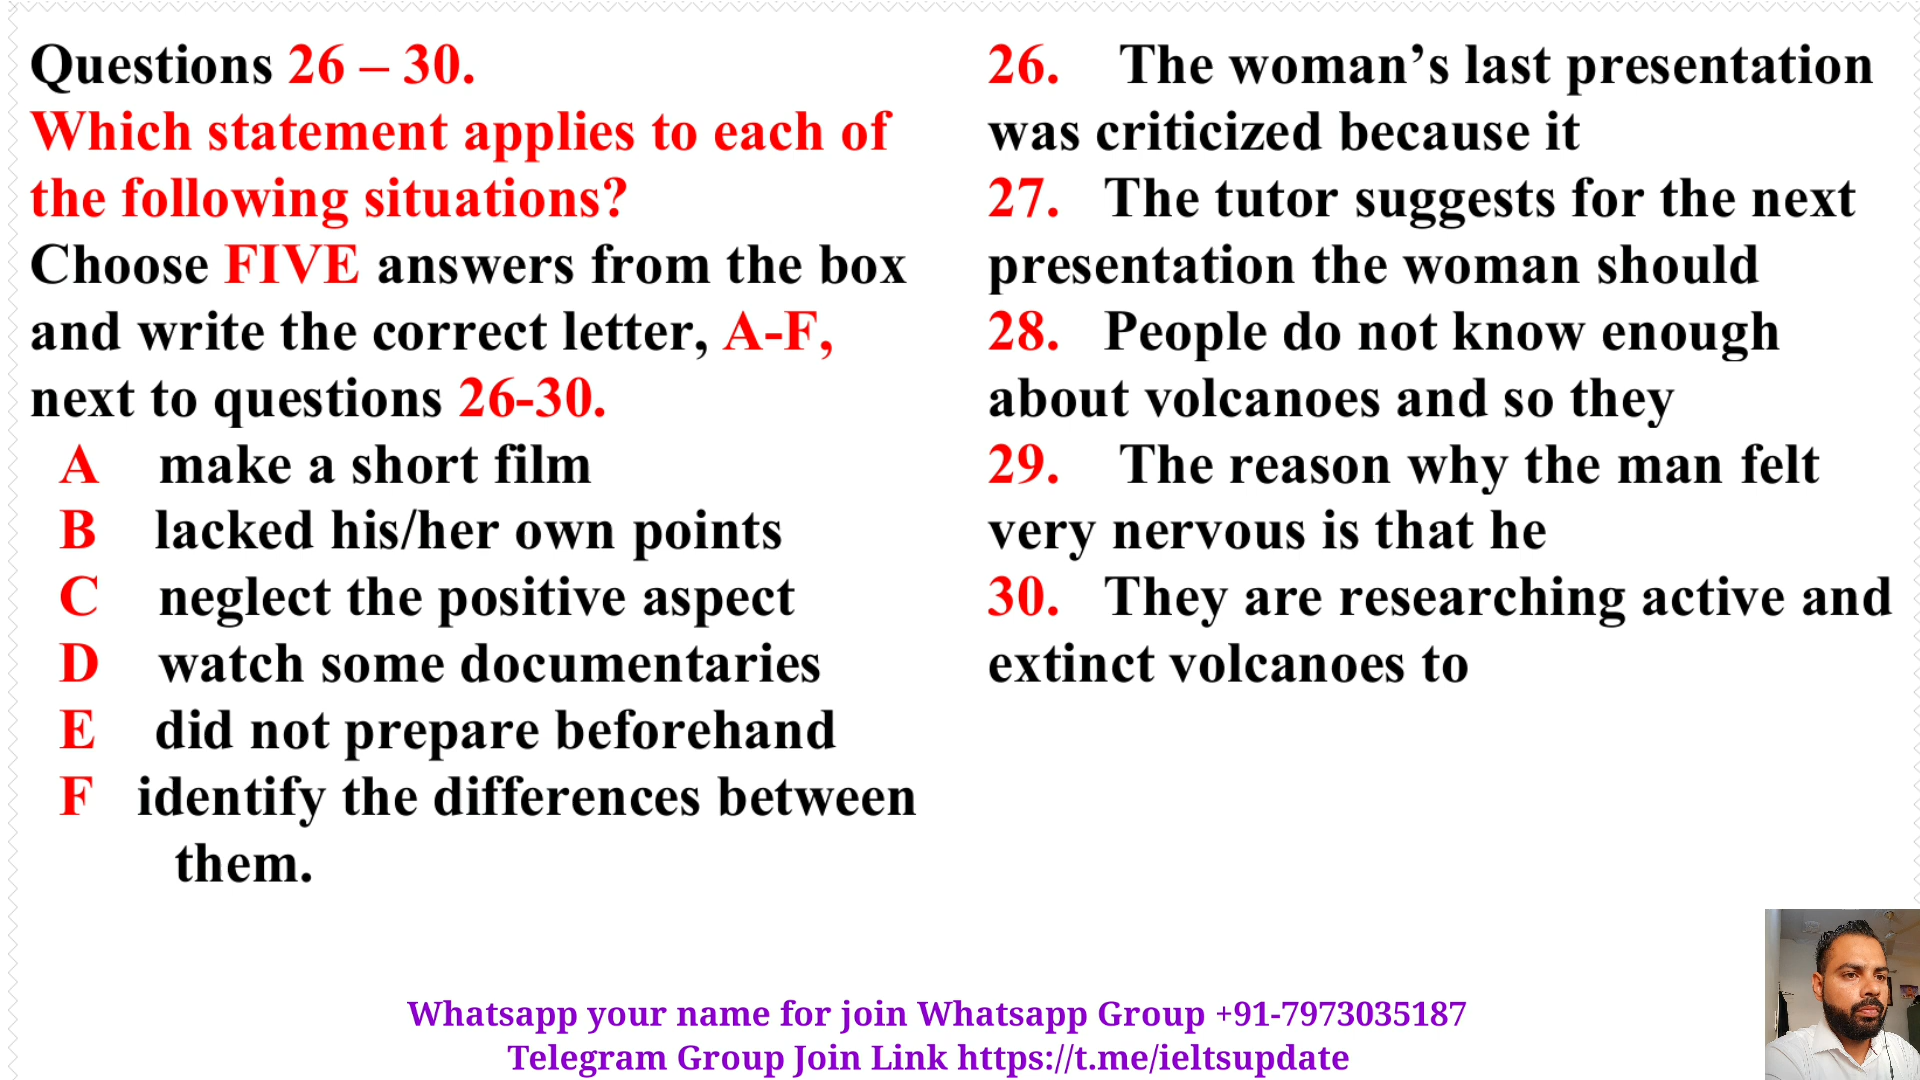 Questions 26 – 30.
Which statement applies to each of
the following situations?
Choose FIVE answers from the box
and write the correct letter, A-F,
next to questions 26-30.
A make a short film
B lacked his/her own points
C neglect the positive aspect
D watch some documentaries
E did not prepare beforehand
F identify the differences between
them.
26. The woman’s last presentation
was criticized because it
27. The tutor suggests for the next
presentation the woman should
28. People do not know enough
about volcanoes and so they
29. The reason why the man felt
very nervous is that he
30. They are researching active and
extinct volcanoes to
Whatsapp your name for join Whatsapp Group +91-7973035187
Telegram Group Join Link https://t.me/ieltsupdate